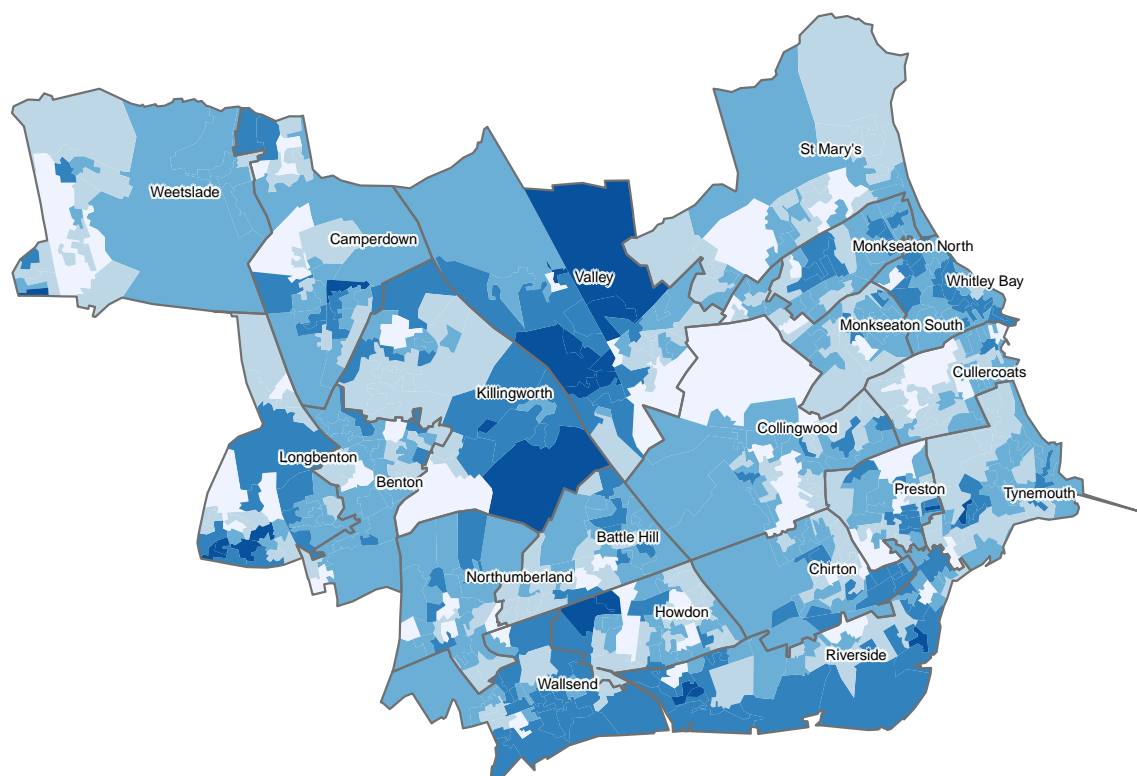 St Mary's
Weetslade
Camperdown
Monkseaton North
Valley
Whitley Bay
Monkseaton South
Cullercoats
Killingworth
Collingwood
Longbenton
Benton
Preston
Tynemouth
Battle Hill
Northumberland
Chirton
Howdon
Riverside
Wallsend